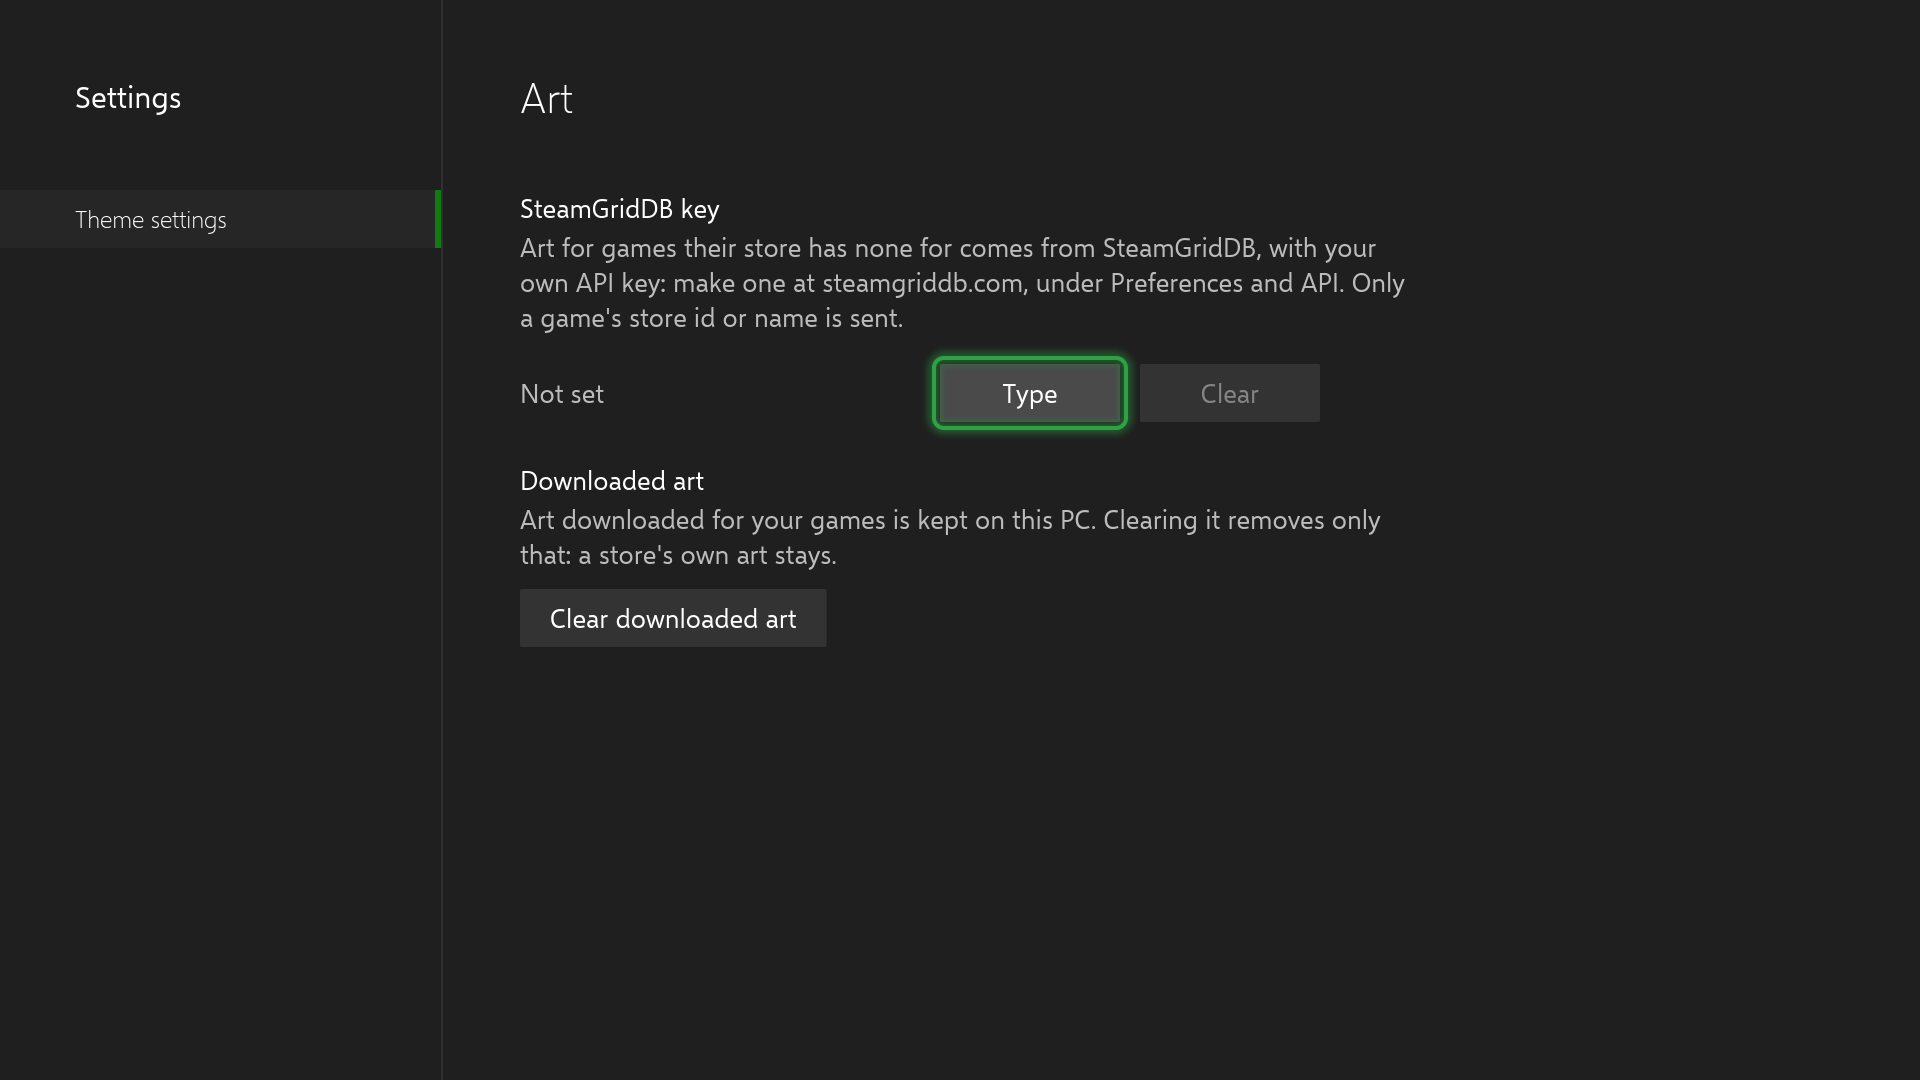 Settings
Theme settings
Art
SteamGridDB key
Art for games their store has none for comes from SteamGridDB, with your
own API key: make one at steamgriddb.com, under Preferences and API. Only
a game's store id or name is sent.
Not set
Type
Clear
Downloaded art
Art downloaded for your games is kept on this PC. Clearing it removes only
that: a store's own art stays.
Clear downloaded art